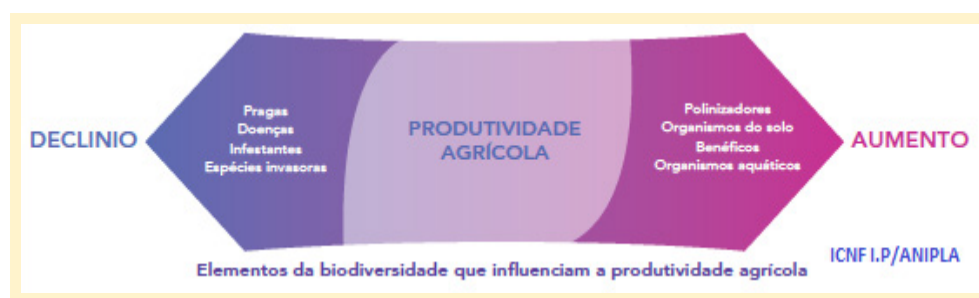 DECLINIO
Pragas
Doenças
Infestantes
Espécies invasoras
PRODUTIVIDADE
AGRÍCOLA
Polinizadores
Organismos do solo
Benéficos
Organismos aquáticos
AUMENTO
ICNF I.P/ANIPLA
Elementos da biodiversidade que influenciam a produtividade agrícola